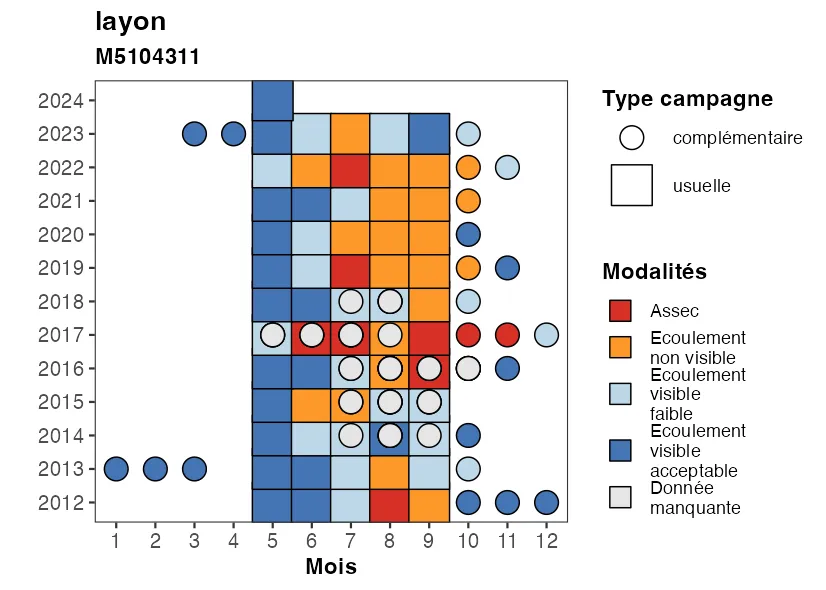 layon
M5104311
2024
2023
2022
2021
2020
2019
2018
2017
2016
2015
2014
2013
2012
1 2 3 4 5 6 7 8 9 10 11 12
Mois
Type campagne
complémentaire
usuelle
Modalités
Assec
Ecoulement
non visible
Ecoulement
visible
faible
Ecoulement
visible
acceptable
Donnée
manquante